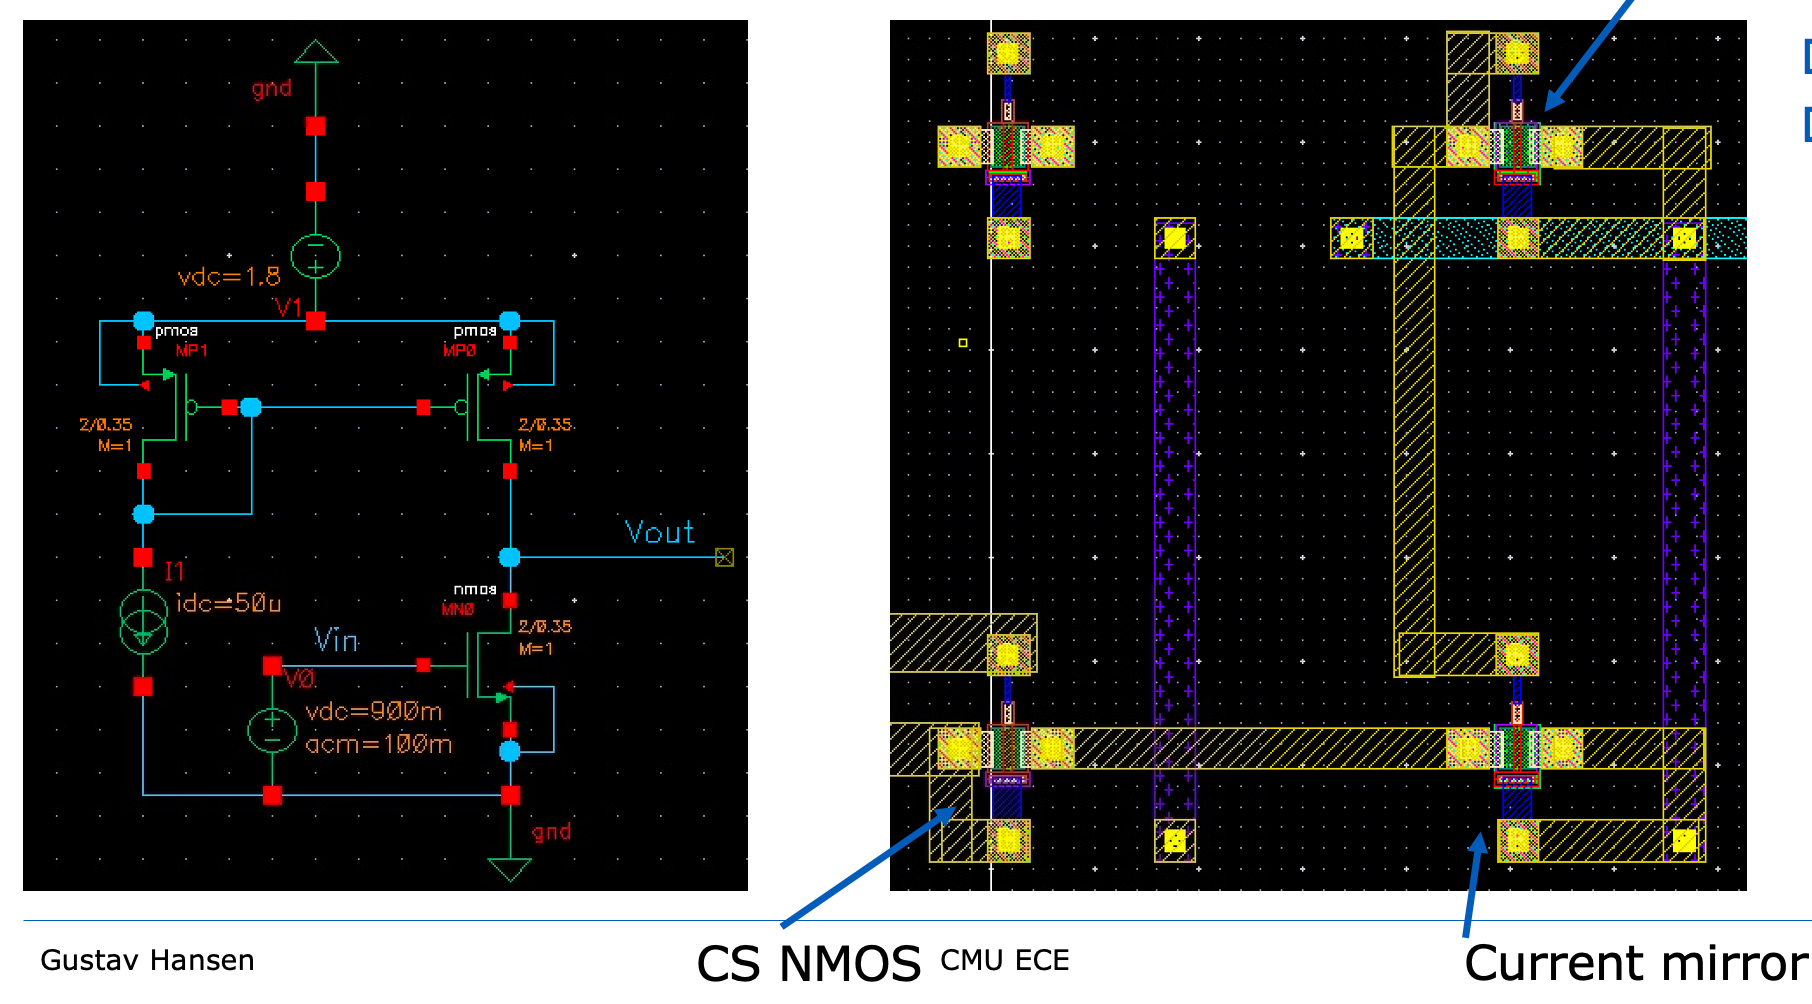 gnd
vdc=1.8
V1
pmos
MP1
pmos
MP0
2/0.35
M=1
2/0.35
M=1
Vout
I1
idc=50u
nmos
MN0
2/0.35
M=1
Vin
V0
vdc=900m
acm=100m
gnd
Gustav Hansen
CS NMOS
CMU ECE
Current mirror